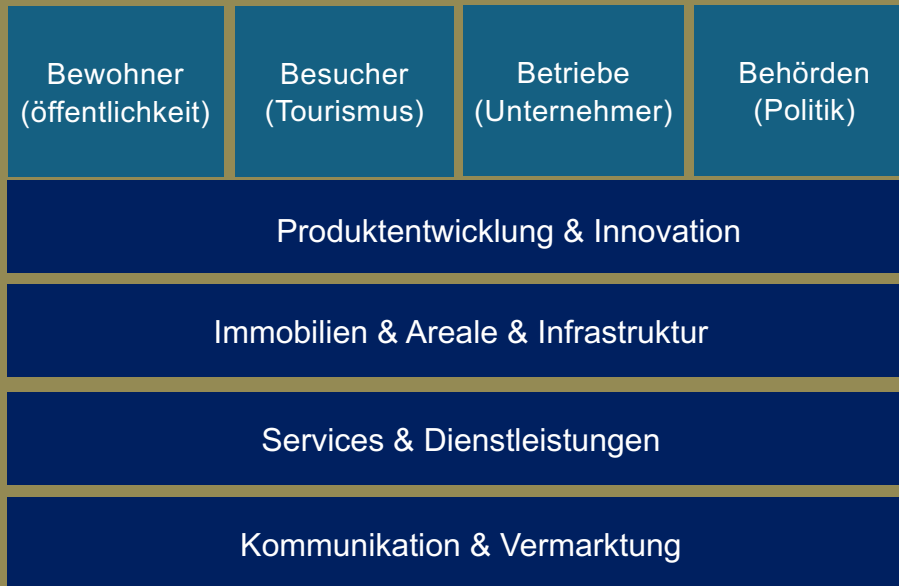 Bewohner
(öffentlichkeit)
Besucher
(Tourismus)
Betriebe
(Unternehmer)
Behörden
(Politik)
Produktentwicklung & Innovation
Immobilien & Areale & Infrastruktur
Services & Dienstleistungen
Kommunikation & Vermarktung